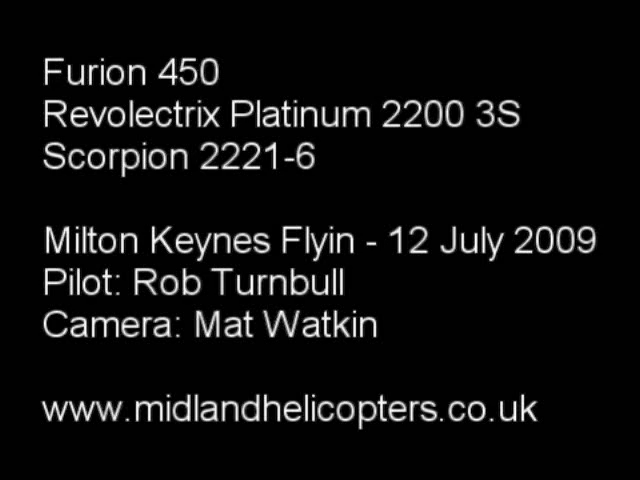 Furion 450
Revolectrix Platinum 2200 3S
Scorpion 2221-6
Milton Keynes Flyin - 12 July 2009
Pilot: Rob Turnbull
Camera: Mat Watkin
www.midlandhelicopters.co.uk